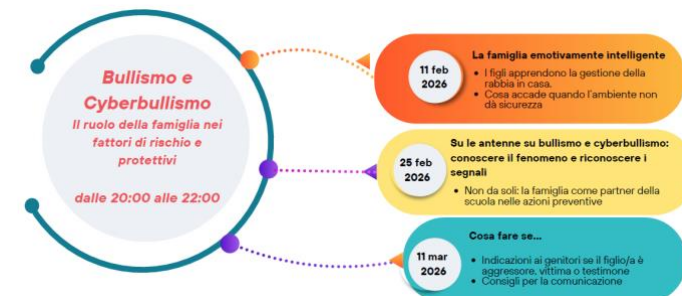 Bullismo e
Cyberbullismo
Il ruolo della famiglia nei
fattori di rischio e
protettivi
dalle 20:00 alle 22:00
11 feb
2026
La famiglia emotivamente intelligente
• I figli apprendono la gestione della
rabbia in casa.
• Cosa accade quando l'ambiente non
dà sicurezza
25 feb
2026
Su le antenne su bullismo e cyberbullismo:
conoscere il fenomeno e riconoscere i
segnali
• Non da soli: la famiglia come partner della
scuola nelle azioni preventive
11 mar
2026
Cosa fare se...
• Indicazioni ai genitori se il figlio/a è
aggressore, vittima o testimone
• Consigli per la comunicazione